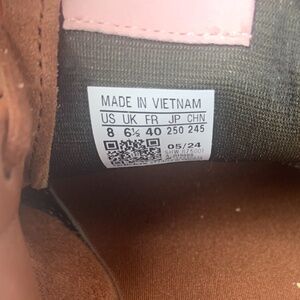 MADE IN VIETNAM
US UK FR JP CHN
8 6½ 40 250 245
05/24